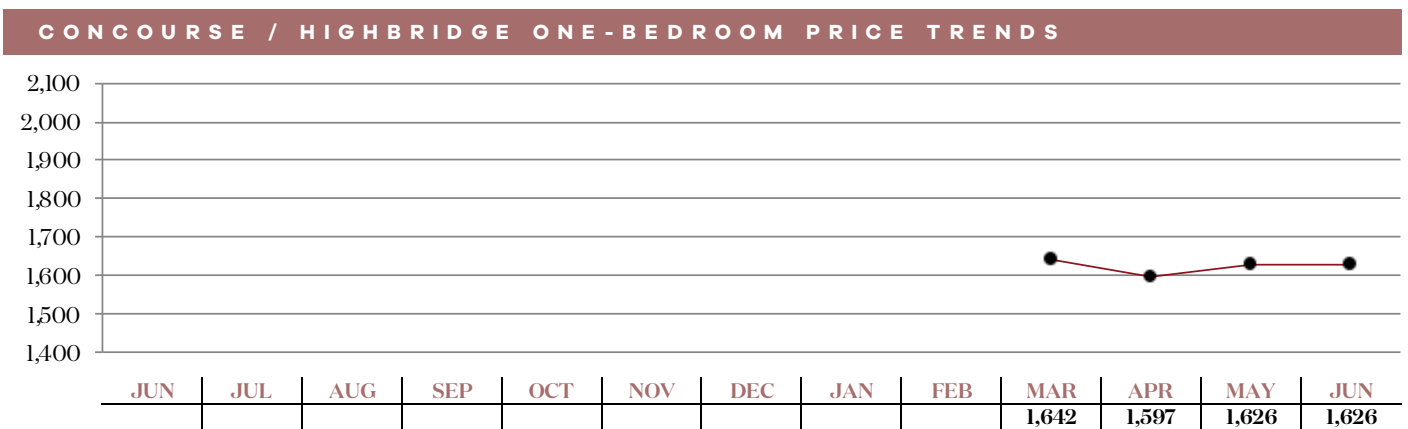 CONCOURSE / HIGHBRIDGE ONE-BEDROOM PRICE TRENDS
2,100
2,000
1,900
1,800
1,700
1,600
1,500
1,400
JUN JUL AUG SEP OCT NOV DEC JAN FEB MAR APR MAY JUN
1,642 1,597 1,626 1,626